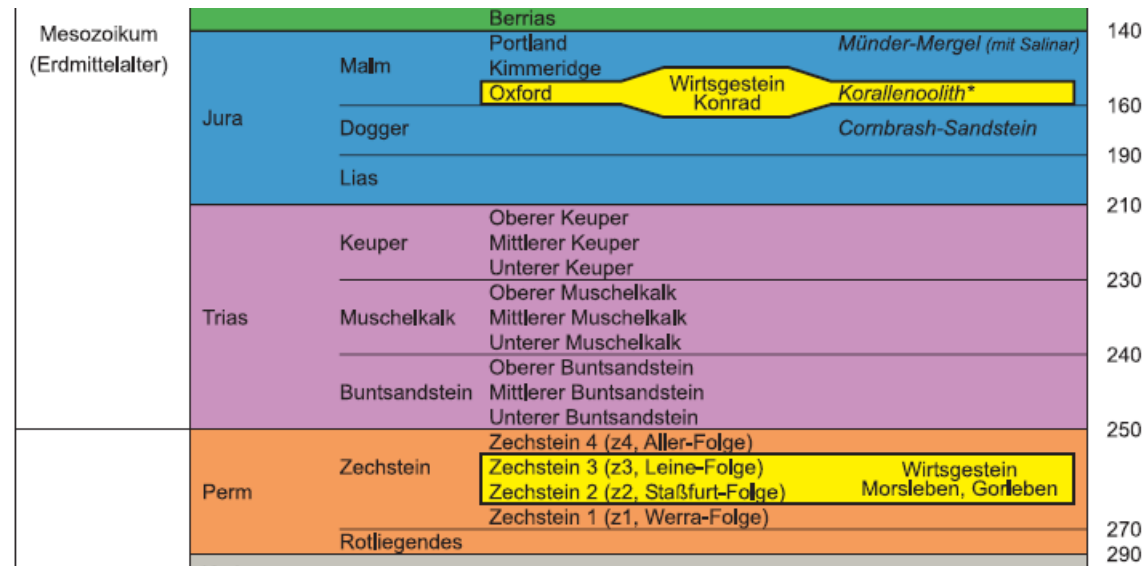 Berrias
140
Mesozoikum
(Erdmittelalter)
Portland
Münder-Mergel (mit Salinar)
Malm
Kimmeridge
Wirtsgestein
Konrad
Oxford
Korallenoolith*
160
Jura
Dogger
Cornbrash-Sandstein
190
Lias
210
Oberer Keuper
Keuper
Mittlerer Keuper
Unterer Keuper
230
Oberer Muschelkalk
Trias
Muschelkalk
Mittlerer Muschelkalk
Unterer Muschelkalk
240
Oberer Buntsandstein
Buntsandstein
Mittlerer Buntsandstein
Unterer Buntsandstein
250
Zechstein 4 (z4, Aller-Folge)
Zechstein
Zechstein 3 (z3, Leine-Folge)
Wirtsgestein
Morsleben, Gorleben
Perm
Zechstein 2 (z2, Staßfurt-Folge)
Zechstein 1 (z1, Werra-Folge)
270
Rotliegendes
290